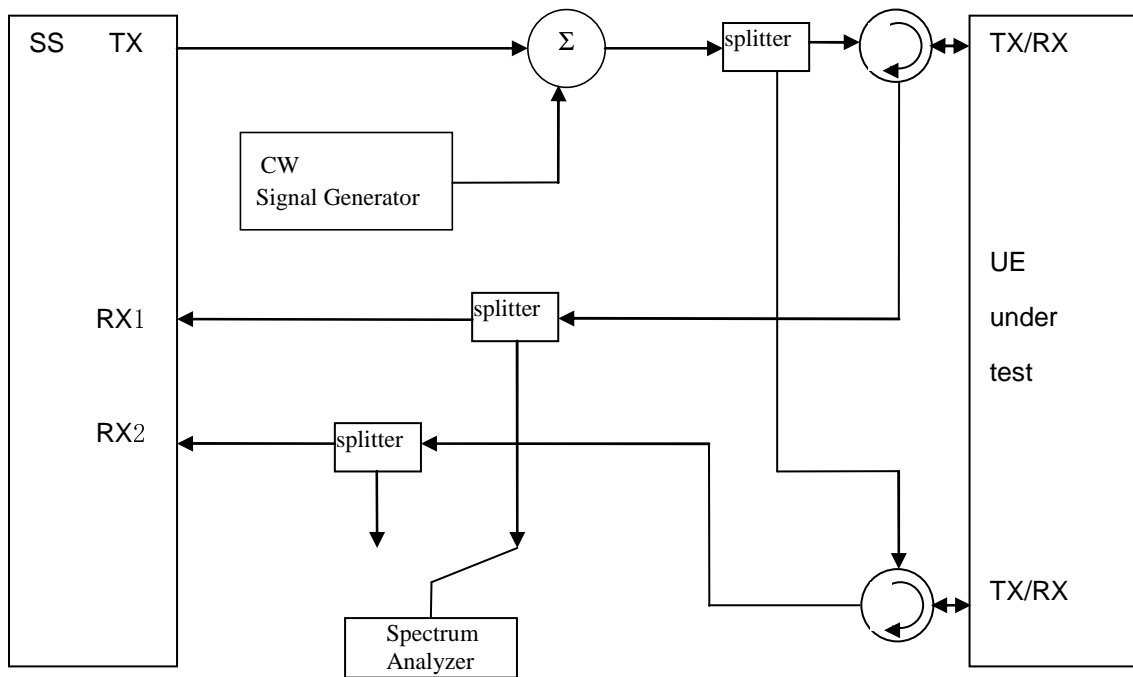 SS TX
Σ
splitter
TX/RX
CW
Signal Generator
UE
under
test
splitter
RX1
RX2
splitter
TX/RX
Spectrum
Analyzer